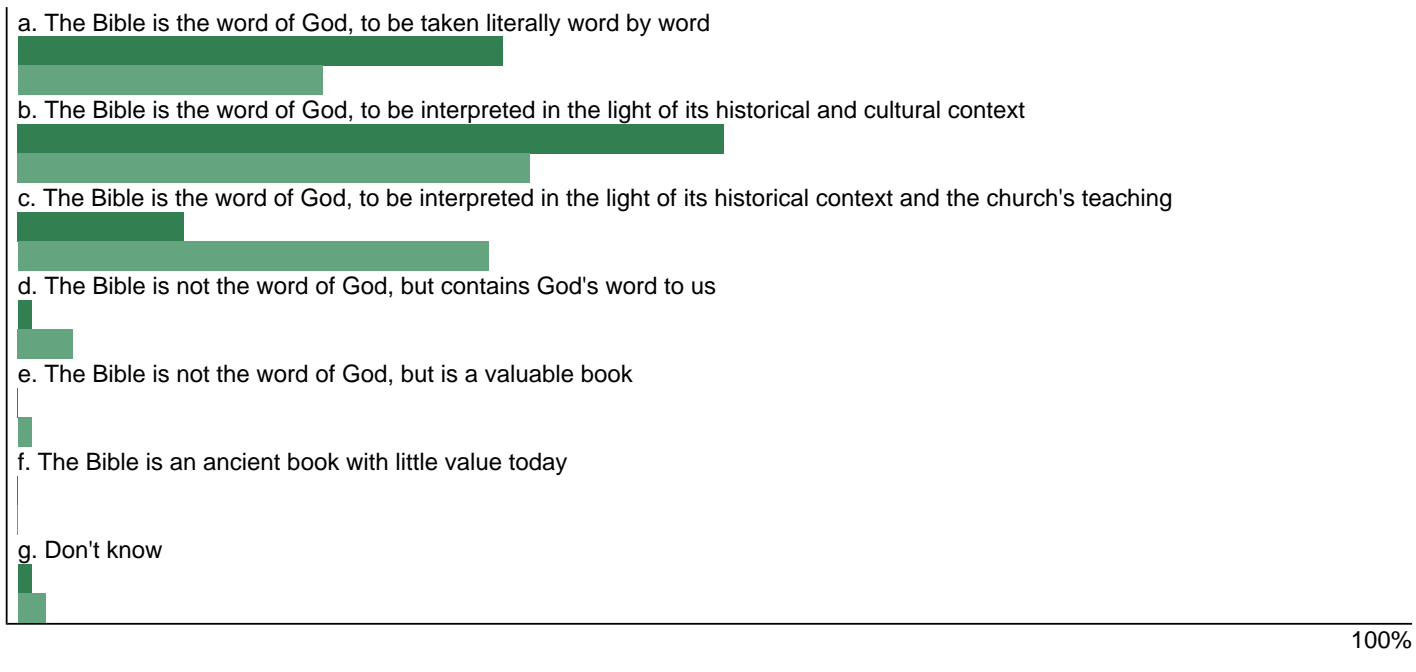 a. The Bible is the word of God, to be taken literally word by word
b. The Bible is the word of God, to be interpreted in the light of its historical and cultural context
c. The Bible is the word of God, to be interpreted in the light of its historical context and the church's teaching
d. The Bible is not the word of God, but contains God's word to us
e. The Bible is not the word of God, but is a valuable book
f. The Bible is an ancient book with little value today
g. Don't know
100%